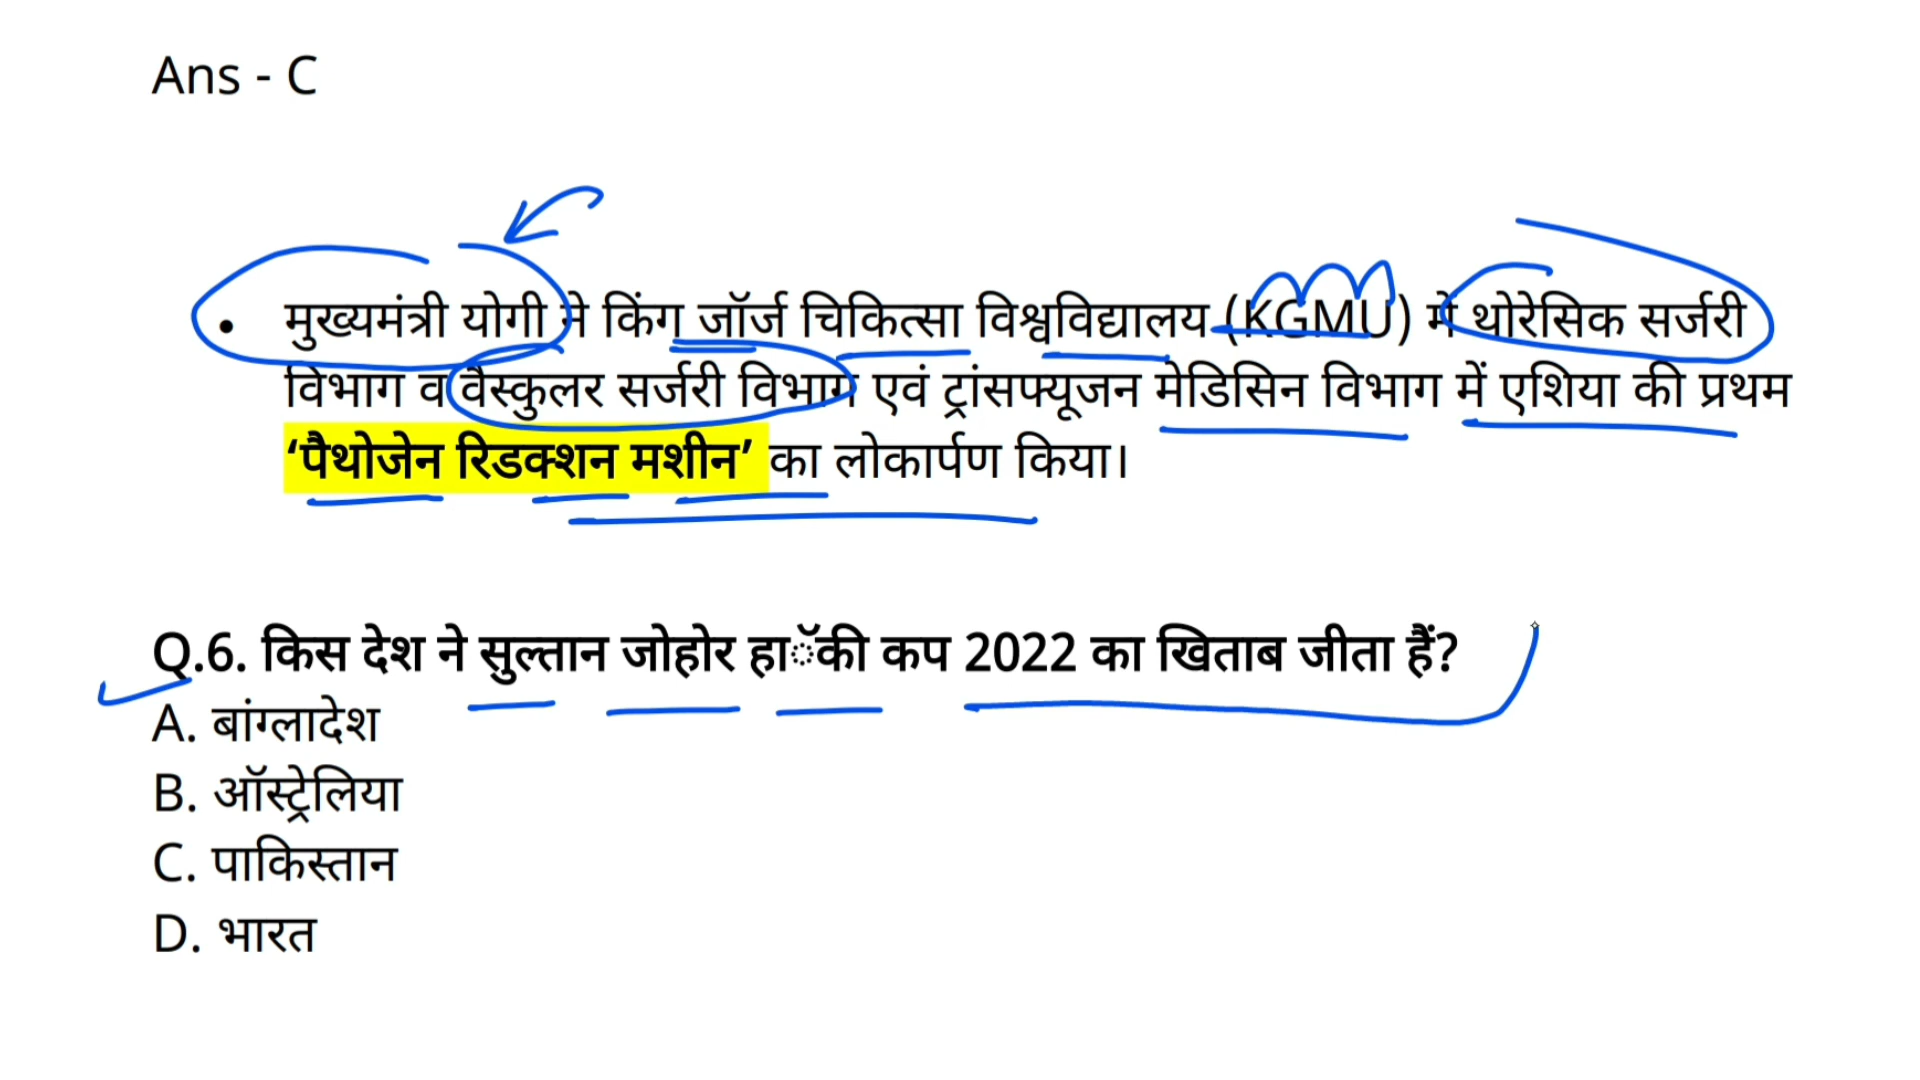 Ans - C
• मुख्यमंत्री योगी ने किंग जॉर्ज चिकित्सा विश्वविद्यालय (KGMU) में थोरेसिक सर्जरी
विभाग व वैस्कुलर सर्जरी विभाग एवं ट्रांसफ्यूजन मेडिसिन विभाग में एशिया की प्रथम
‘पैथोजेन रिडक्शन मशीन’ का लोकार्पण किया।
Q.6. किस देश ने सुल्तान जोहोर हाॅकी कप 2022 का खिताब जीता हैं?
A. बांग्लादेश
B. ऑस्ट्रेलिया
C. पाकिस्तान
D. भारत